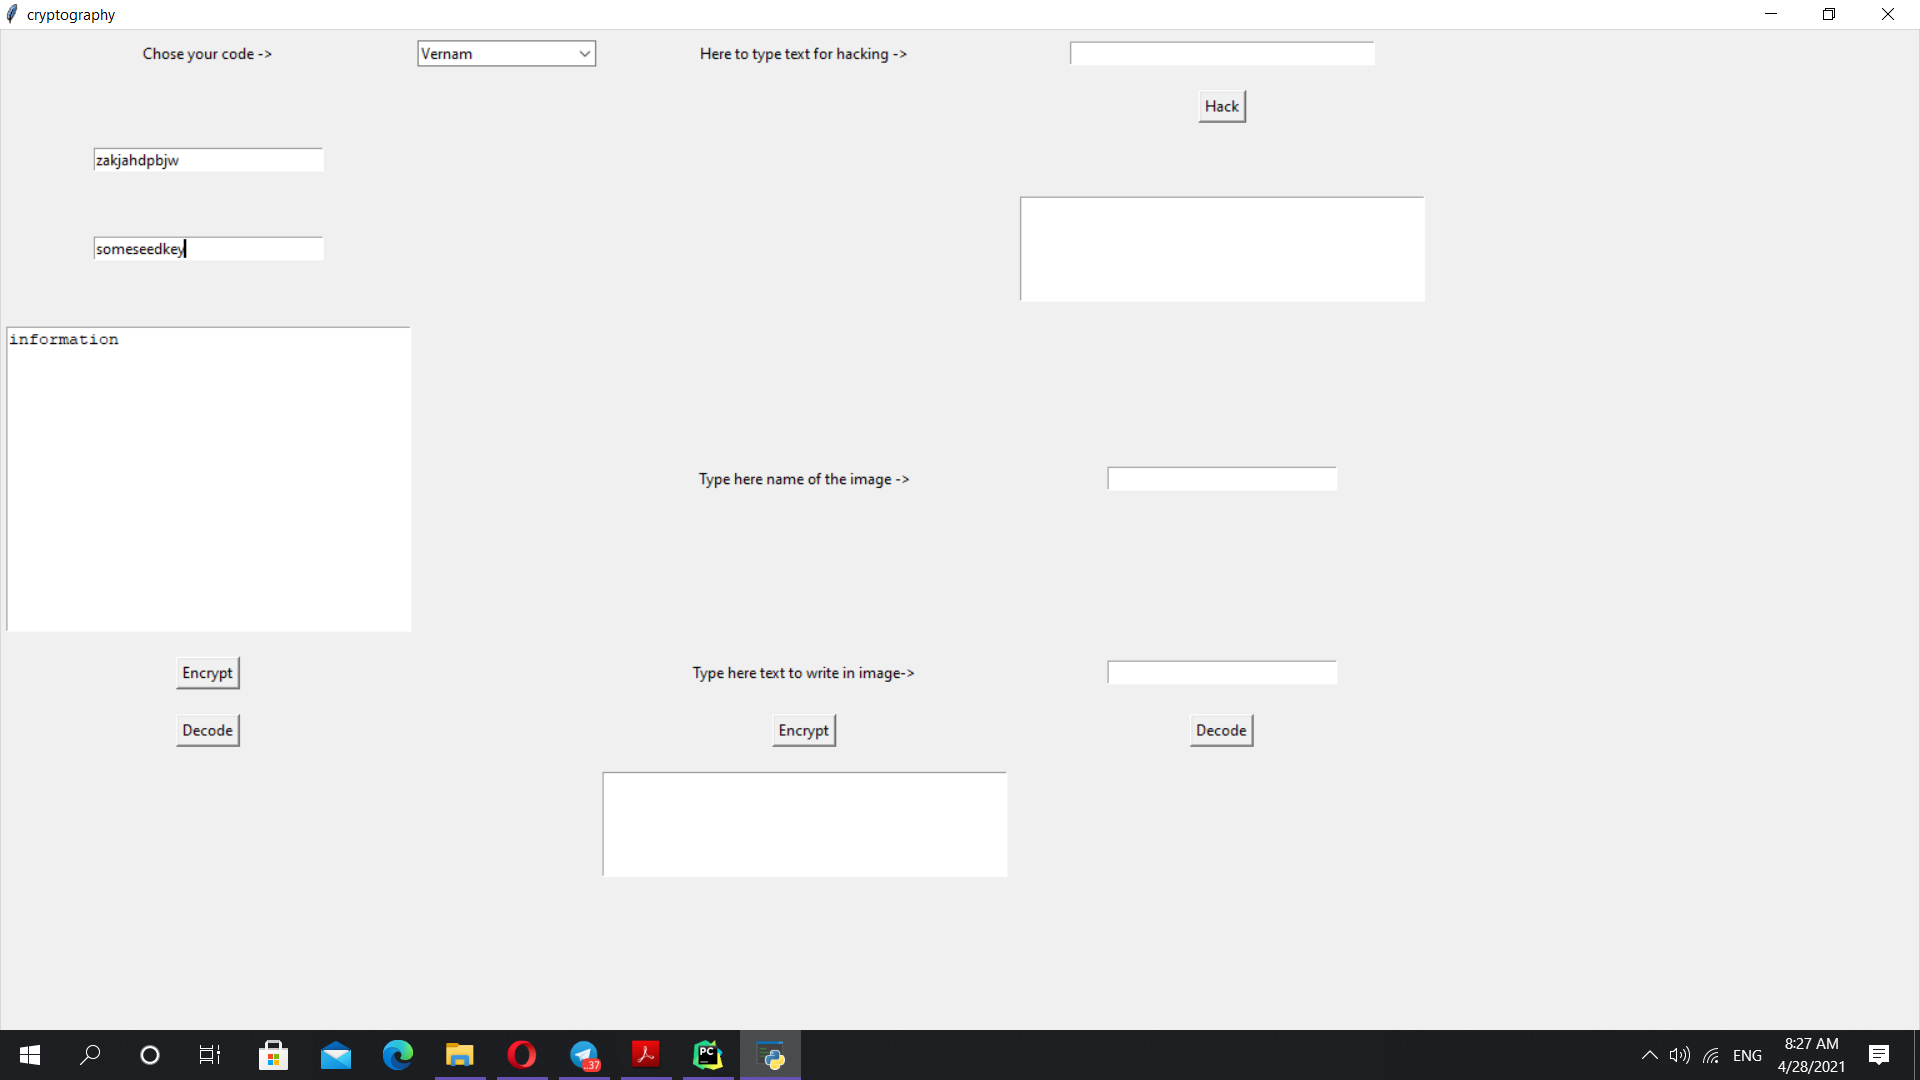 cryptography
Chose your code ->
Vernam
Here to type text for hacking ->
Hack
zakjahdpbjw
someseedkey
information
Type here name of the image ->
Encrypt
Type here text to write in image->
Decode
Encrypt
Decode
PC
..37
ENG
8:27 AM
4/28/2021